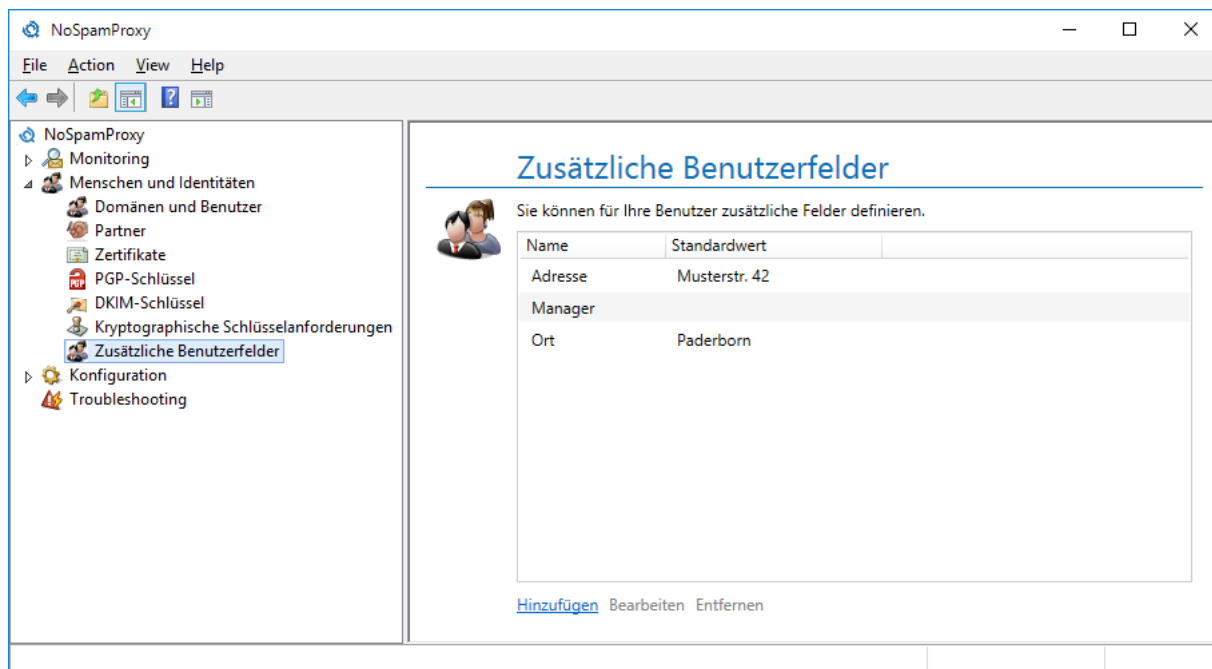 NoSpamProxy
File Action View Help
NoSpamProxy
Monitoring
Menschen und Identitäten
Domänen und Benutzer
Partner
Zertifikate
PGP-Schlüssel
DKIM-Schlüssel
Kryptographische Schlüsselanforderungen
Zusätzliche Benutzerfelder
Konfiguration
Troubleshooting
Zusätzliche Benutzerfelder
Sie können für Ihre Benutzer zusätzliche Felder definieren.
Name Standardwert
Adresse Musterstr. 42
Manager
Ort Paderborn
Hinzufügen Bearbeiten Entfernen